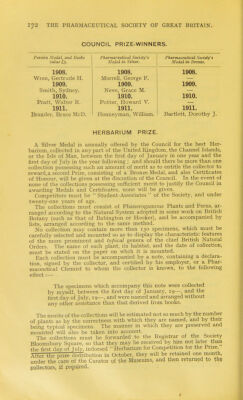 172 THE PHARMACEUTICAL SOCIETY OF GREAT BRITAIN.
COUNCIL PRIZE-WINNERS.
Pereira Medal, and Books value £5.
Pharmaceutical Society's Medal in Silver.
Pharmaceutical Society's Medal in Bronze.
1908. 1908. 1908.
Wren, Gertrude H. Morrell, George F. —
1909. 1909. 1909.
Smith, Sydney. Neve, Grace M. —
1910. 1910. 1910.
Pratt, Walter R. Potter, Howard V. —
1911. 1911. 1911.
Bramley, Bruce McD. Honneyman, William. Bartlett, Dorothy J.
HERBARIUM PRIZE.
A Silver Medal is annually offered by the Council for the best Her-
barium, collected in any part of the United Kingdom, the Channel Islands,
or the Isle of Man, between the first day of January in one year and the
first day of July in the year following; and should there be more than one
collection possessing such an amount of merit as to entitle the collector to
reward, a second Prize, consisting of a Bronze Medal, and also Certificates
of Honour, will be given at the discretion of the Council. In the event of
none of the collections possessing sufficient merit to justify the Council in
awarding Medals and Certificates, none will be given.
Competitors must be "Student-Associates" of the Society, and under
twenty-one years of age.
The collections must consist of Phanerogamous Plants and Ferns, ar-
ranged according to the Natural System adopted in some work on British
Botany (such as that of Babington or Hooker), and be accompanied by
lists, arranged according to the same method.
No collection may contain more than 150 specimens, which must be
carefully selected and mounted so as to display the characteristic features
of the more prominent and typical genera of the chief British Natural
Orders. The name of each plant, its habitat, and the date of collection,
must be stated on the paper on which it is mounted.
Each collection must be accompanied by a note, containing a declara-
tion, signed by the collector, and certified by his employer, or a Phar-
maceutical Chemist to whom the collector is known, to the following
effect :—
The specimens which accompany this note were collected
by myself, between the first day of January, 19—, and the
first day of July, 19—, and were named and arranged without
any other assistance than that derived from books.
The merits of the collections will be estimated not so much by the number
of plants as by the correctness with which they are named, and by their
being typical specimens. The manner in which they are preserved and
mounted will also be taken into account.
The collections must be forwarded to the Registrar of the Society
Bloomsbury Square, so that they may be received by him not later than
the first day of July, indorsed "Herbarium for Competition for the Prize."
After the prize distribution in October, they will be retained one month,
under the care of the Curator of the Museums, and then returned to the
collectors, if required.